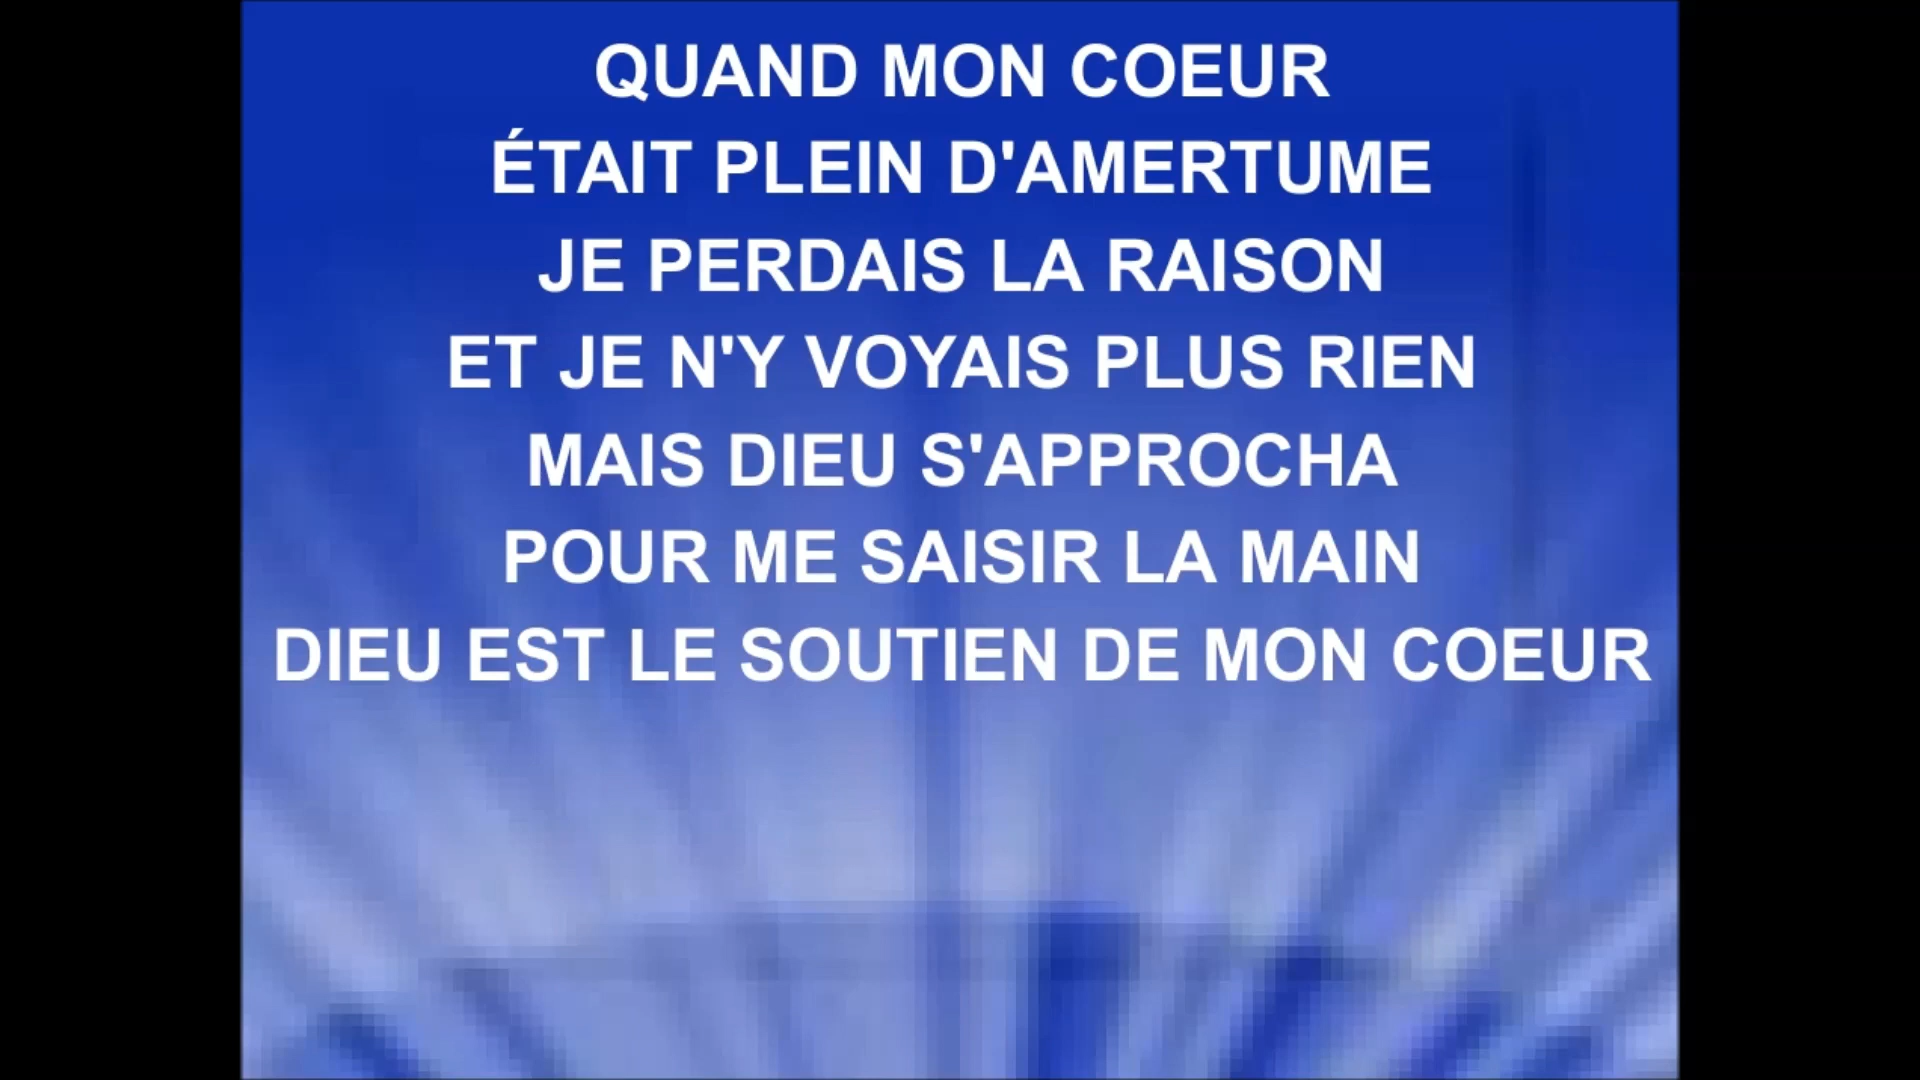 QUAND MON COEUR
ÉTAIT PLEIN D'AMERTUME
JE PERDAIS LA RAISON
ET JE N'Y VOYAIS PLUS RIEN
MAIS DIEU S'APPROCHA
POUR ME SAISIR LA MAIN
DIEU EST LE SOUTIEN DE MON COEUR